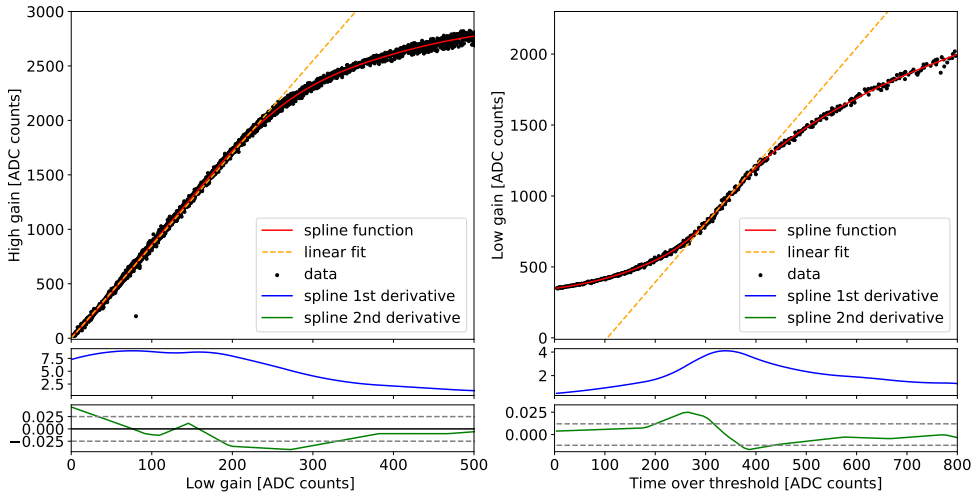 High gain [ADC counts]
3000
2500
2000
1500
1000
500
0
spline function
linear fit
data
spline 1st derivative
spline 2nd derivative
7.5
5.0
2.5
0.025
0.000
−0.025
0 100 200 300 400 500
Low gain [ADC counts]
Low gain [ADC counts]
2000
1500
1000
500
0
spline function
linear fit
data
spline 1st derivative
spline 2nd derivative
4
2
0.025
0.000
0 100 200 300 400 500 600 700 800
Time over threshold [ADC counts]